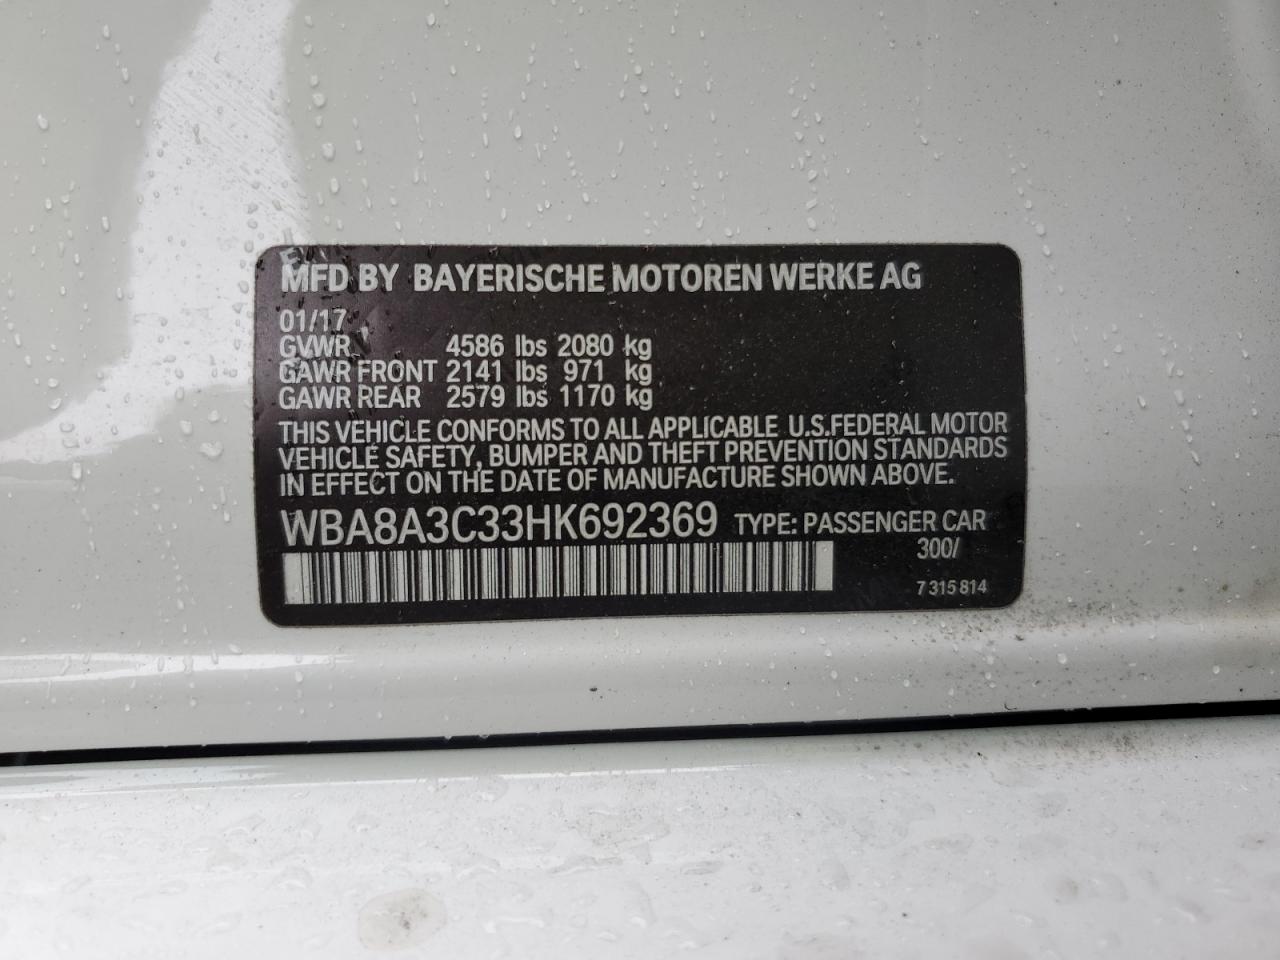 MFD BY BAYERISCHE MOTOREN WERKE AG
01/17
GVWR 4586 lbs 2080 kg
GAWR FRONT 2141 lbs 971 kg
GAWR REAR 2579 lbs 1170 kg
THIS VEHICLE CONFORMS TO ALL APPLICABLE U.S.FEDERAL MOTOR
VEHICLE SAFETY, BUMPER AND THEFT PREVENTION STANDARDS
IN EFFECT ON THE DATE OF MANUFACTURE SHOWN ABOVE.
WBA8A3C33HK692369 TYPE: PASSENGER CAR
300/
7 315 814